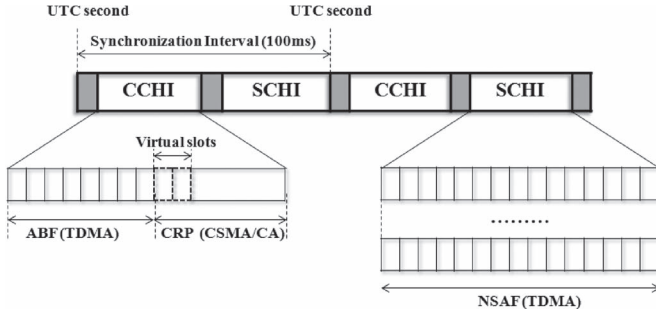 UTC second
UTC second
Synchronization Interval (100ms)
CCHI
SCHI
CCHI
SCHI
Virtual slots
.........
ABF(TDMA)
CRP (CSMA/CA)
NSAF(TDMA)